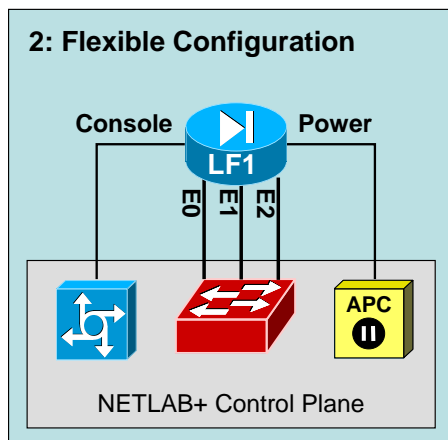 2: Flexible Configuration
Console
Power
LF1
E0
E1
E2
APC
NETLAB+ Control Plane